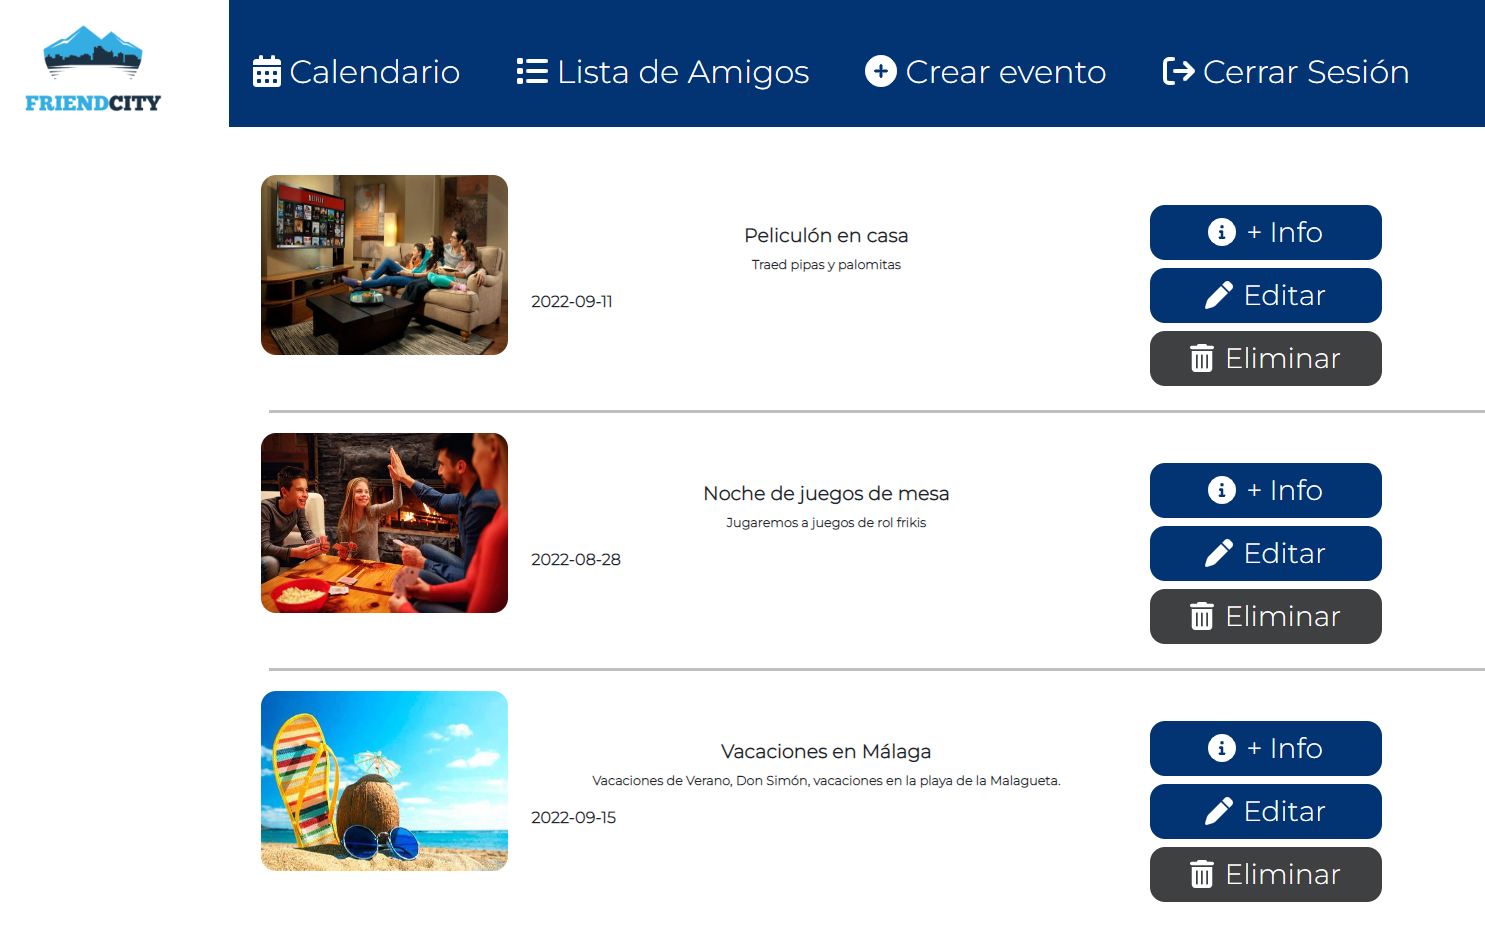 FRIENDCITY
Calendario
Lista de Amigos
Crear evento
Cerrar Sesión
NETFLIX
Peliculón en casa
Traed pipas y palomitas
2022-09-11
+ Info
Editar
Eliminar
Noche de juegos de mesa
Jugaremos a juegos de rol frikis
2022-08-28
+ Info
Editar
Eliminar
Vacaciones en Málaga
Vacaciones de Verano, Don Simón, vacaciones en la playa de la Malagueta.
2022-09-15
+ Info
Editar
Eliminar